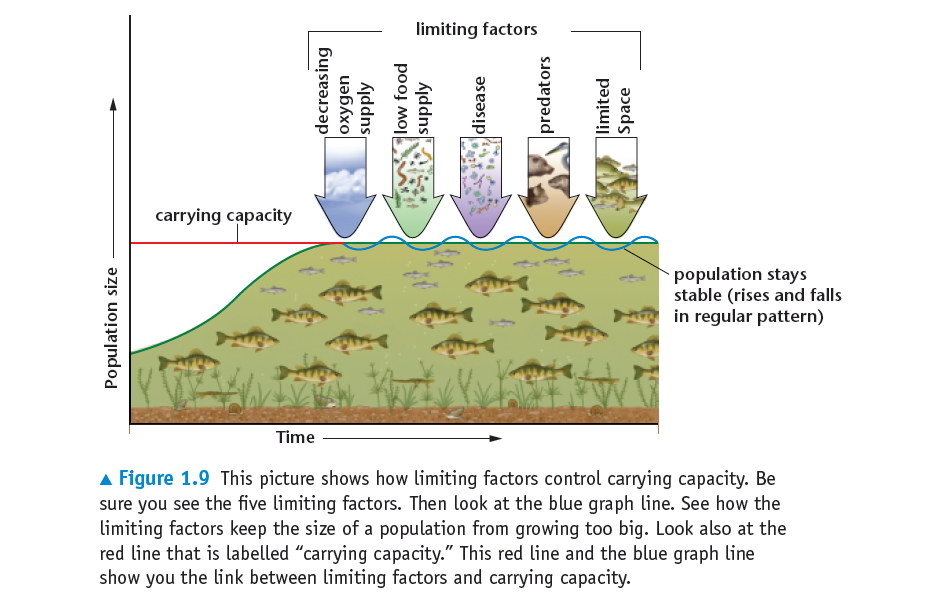 limiting factors
decreasing
oxygen
supply
low food
supply
disease
predators
limited
Space
carrying capacity
population stays
stable (rises and falls
in regular pattern)
Population size
Time
▲ Figure 1.9 This picture shows how limiting factors control carrying capacity. Be
sure you see the five limiting factors. Then look at the blue graph line. See how the
limiting factors keep the size of a population from growing too big. Look also at the
red line that is labelled “carrying capacity.” This red line and the blue graph line
show you the link between limiting factors and carrying capacity.